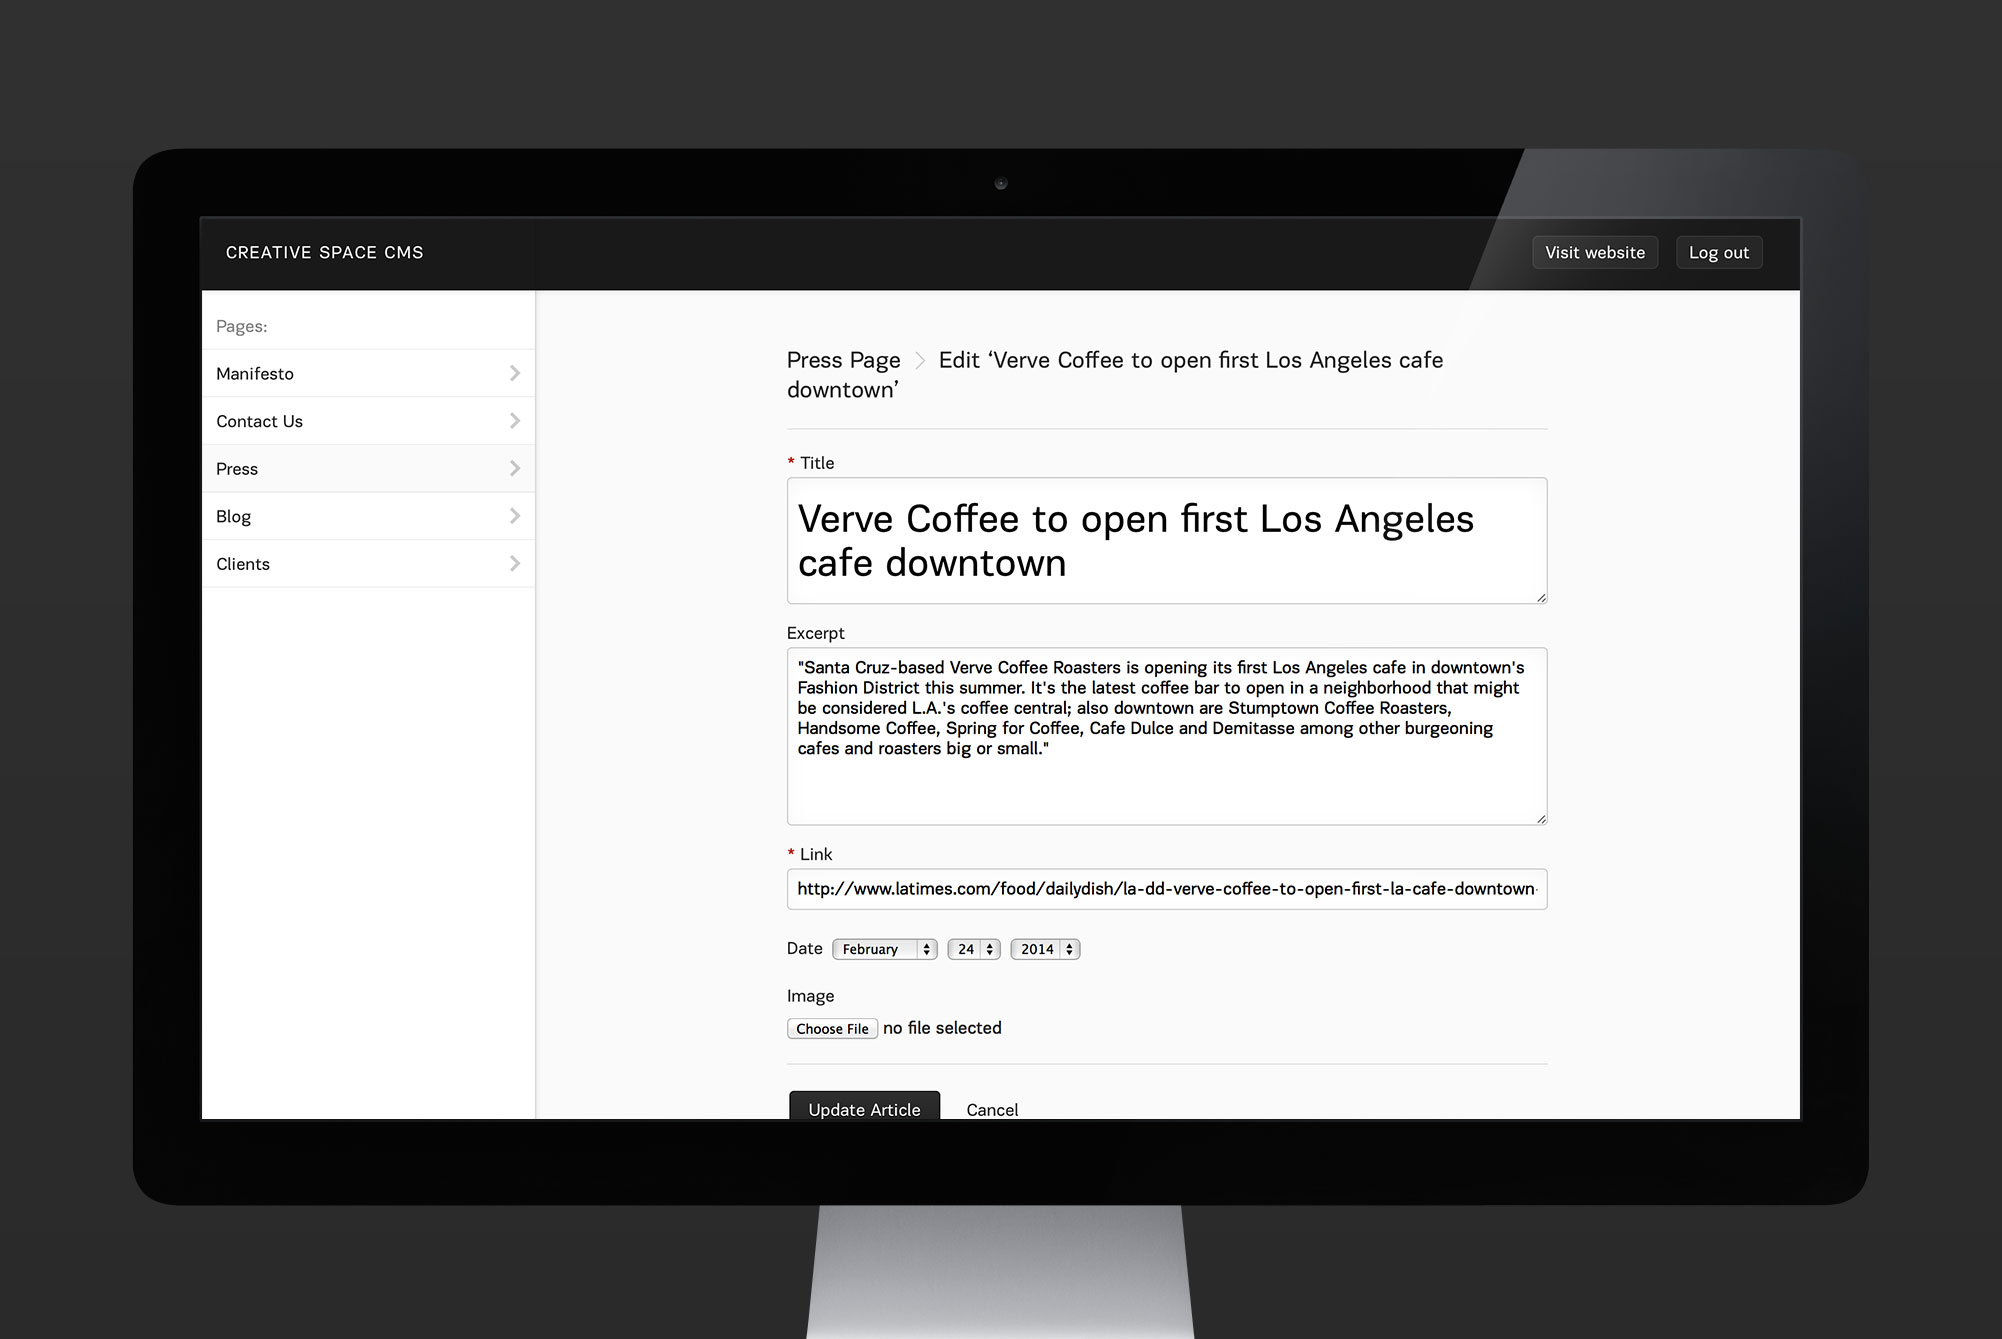 CREATIVE SPACE CMS
Visit website
Log out
Pages:
Manifesto
Contact Us
Press
Blog
Clients
Press Page > Edit ‘Verve Coffee to open first Los Angeles cafe
downtown’
* Title
Verve Coffee to open first Los Angeles
cafe downtown
Excerpt
"Santa Cruz-based Verve Coffee Roasters is opening its first Los Angeles cafe in downtown's
Fashion District this summer. It's the latest coffee bar to open in a neighborhood that might
be considered L.A.'s coffee central; also downtown are Stumptown Coffee Roasters,
Handsome Coffee, Spring for Coffee, Cafe Dulce and Demitasse among other burgeoning
cafes and roasters big or small."
* Link
http://www.latimes.com/food/dailydish/la-dd-verve-coffee-to-open-first-la-cafe-downtown-
Date February 24 2014
Image
Choose File no file selected
Update Article Cancel